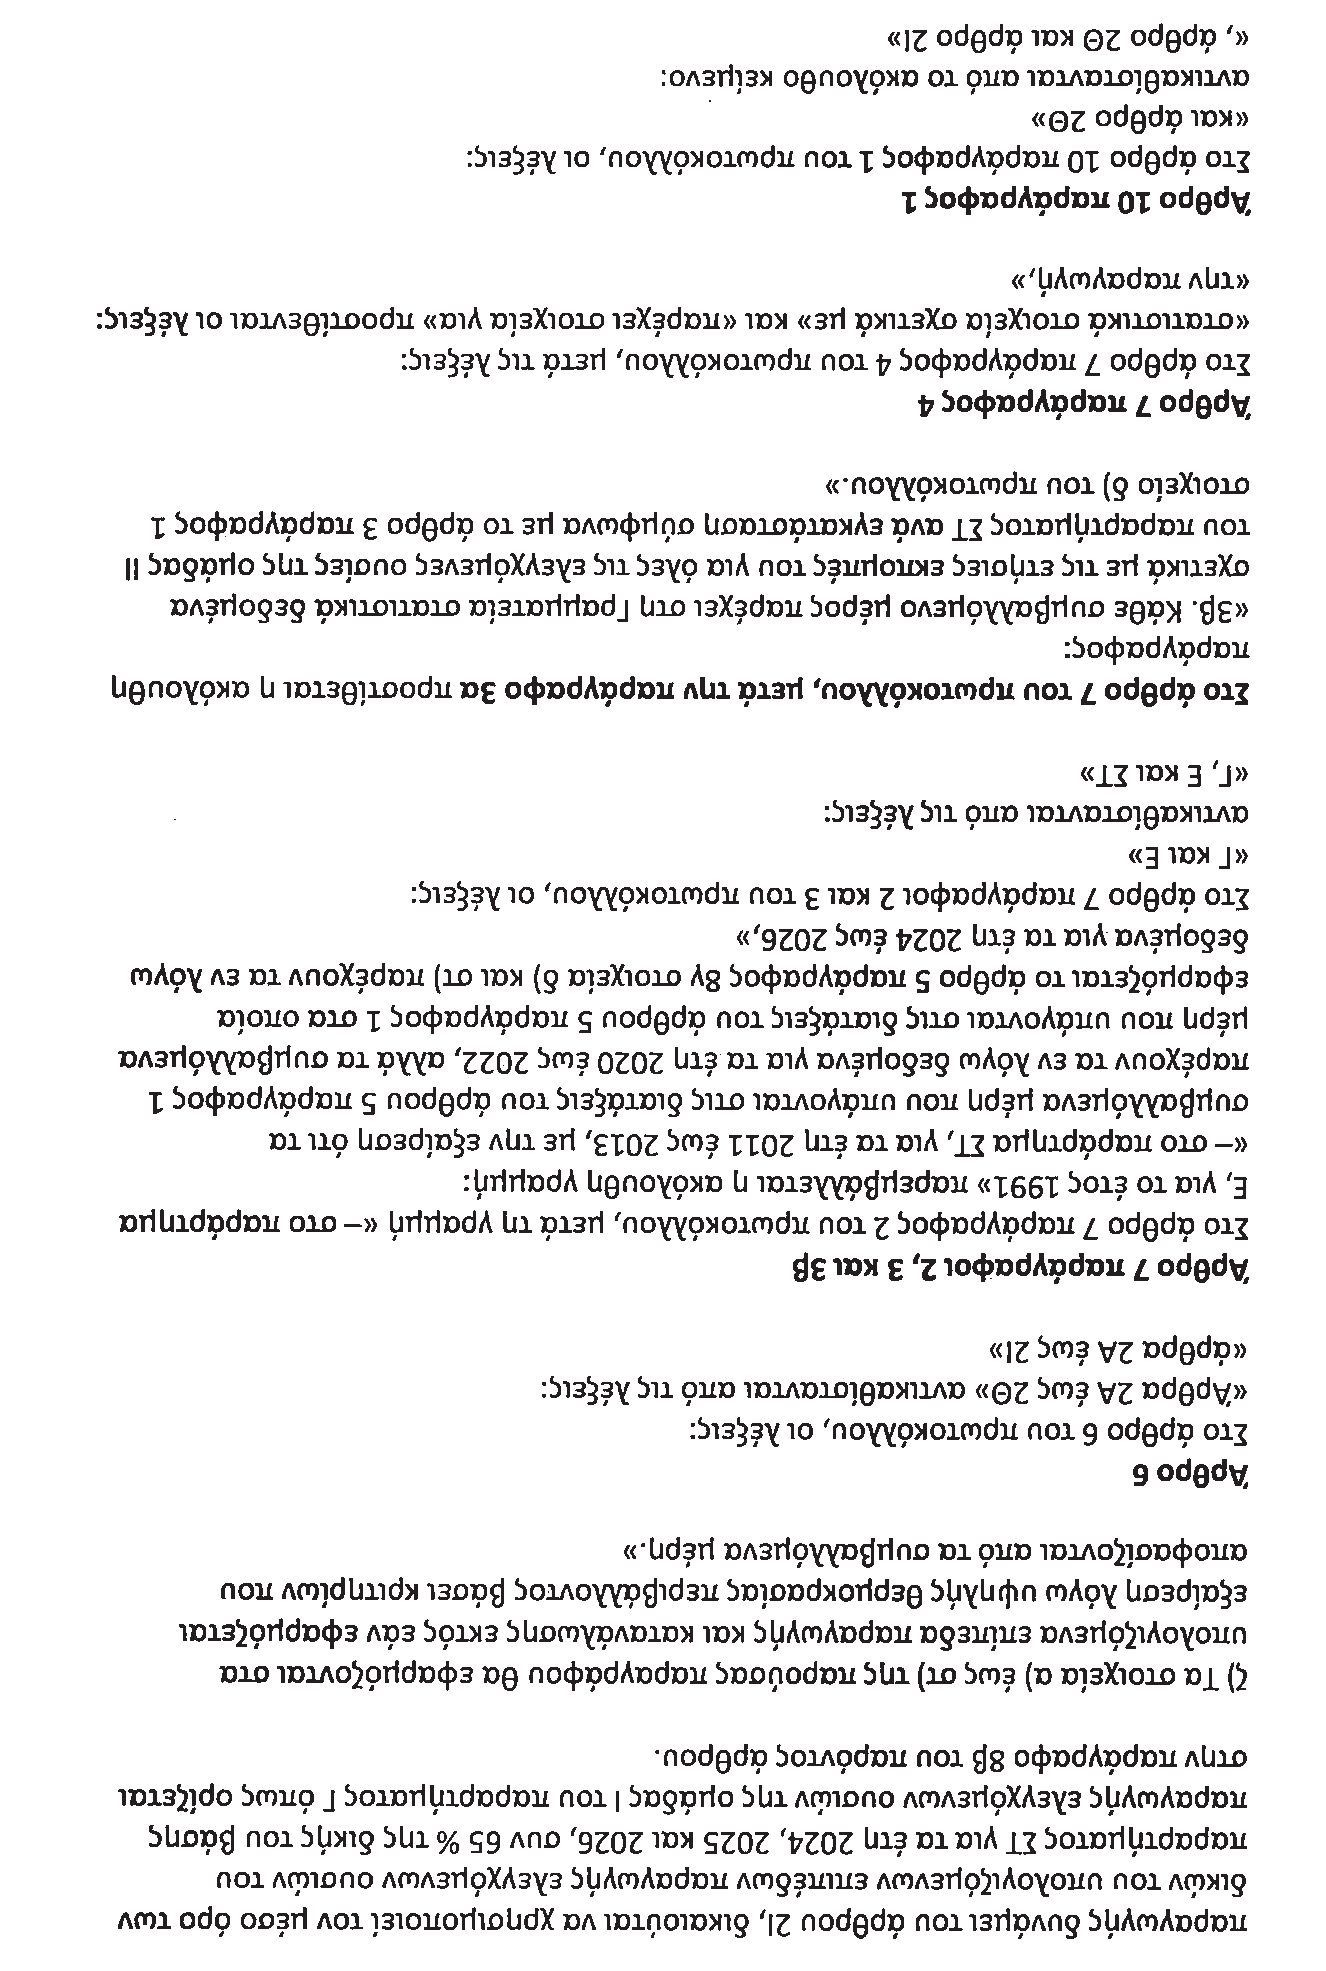 παραγωγής δυνάμει του άρθρου 2Ι, δικαιούται να χρησιμοποιεί τον μέσο όρο των
δικών του υπολογιζόμενων επιπέδων παραγωγής ελεγχόμενων ουσιών του
παραρτήματος ΣΤ για τα έτη 2024, 2025 και 2026, συν 65 % της δικής του βάσης
παραγωγής ελεγχόμενων ουσιών της ομάδας Ι του παραρτήματος Γ όπως ορίζεται
στην παράγραφο 8β του παρόντος άρθρου.
ζ) Τα στοιχεία α) έως στ) της παρούσας παραγράφου θα εφαρμόζονται στα
υπολογιζόμενα επίπεδα παραγωγής και κατανάλωσης εκτός εάν εφαρμόζεται
εξαίρεση λόγω υψηλής θερμοκρασίας περιβάλλοντος βάσει κριτηρίων που
αποφασίζονται από τα συμβαλλόμενα μέρη.»
Άρθρο 6
Στο άρθρο 6 του πρωτοκόλλου, οι λέξεις:
«Άρθρα 2Α έως 2Θ» αντικαθίστανται από τις λέξεις:
«άρθρα 2Α έως 2Ι»
Άρθρο 7 παράγραφοι 2, 3 και 3β
Στο άρθρο 7 παράγραφος 2 του πρωτοκόλλου, μετά τη γραμμή «– στο παράρτημα
Ε, για το έτος 1991» παρεμβάλλεται η ακόλουθη γραμμή:
«– στο παράρτημα ΣΤ, για τα έτη 2011 έως 2013, με την εξαίρεση ότι τα
συμβαλλόμενα μέρη που υπάγονται στις διατάξεις του άρθρου 5 παράγραφος 1
παρέχουν τα εν λόγω δεδομένα για τα έτη 2020 έως 2022, αλλά τα συμβαλλόμενα
μέρη που υπάγονται στις διατάξεις του άρθρου 5 παράγραφος 1 στα οποία
εφαρμόζεται το άρθρο 5 παράγραφος 8γ στοιχεία δ) και στ) παρέχουν τα εν λόγω
δεδομένα για τα έτη 2024 έως 2026,»
Στο άρθρο 7 παράγραφοι 2 και 3 του πρωτοκόλλου, οι λέξεις:
«Γ και Ε»
αντικαθίστανται από τις λέξεις:
«Γ, Ε και ΣΤ»
Στο άρθρο 7 του πρωτοκόλλου, μετά την παράγραφο 3α προστίθεται η ακόλουθη
παράγραφος:
«3β. Κάθε συμβαλλόμενο μέρος παρέχει στη Γραμματεία στατιστικά δεδομένα
σχετικά με τις ετήσιες εκπομπές του για όλες τις ελεγχόμενες ουσίες της ομάδας ΙΙ
του παραρτήματος ΣΤ ανά εγκατάσταση σύμφωνα με το άρθρο 3 παράγραφος 1
στοιχείο δ) του πρωτοκόλλου.»
Άρθρο 7 παράγραφος 4
Στο άρθρο 7 παράγραφος 4 του πρωτοκόλλου, μετά τις λέξεις:
«στατιστικά στοιχεία σχετικά με» και «παρέχει στοιχεία για» προστίθενται οι λέξεις:
«την παραγωγή,»
Άρθρο 10 παράγραφος 1
Στο άρθρο 10 παράγραφος 1 του πρωτοκόλλου, οι λέξεις:
«και άρθρο 2Θ»
αντικαθίστανται από το ακόλουθο κείμενο:
«, άρθρο 2Θ και άρθρο 2Ι»